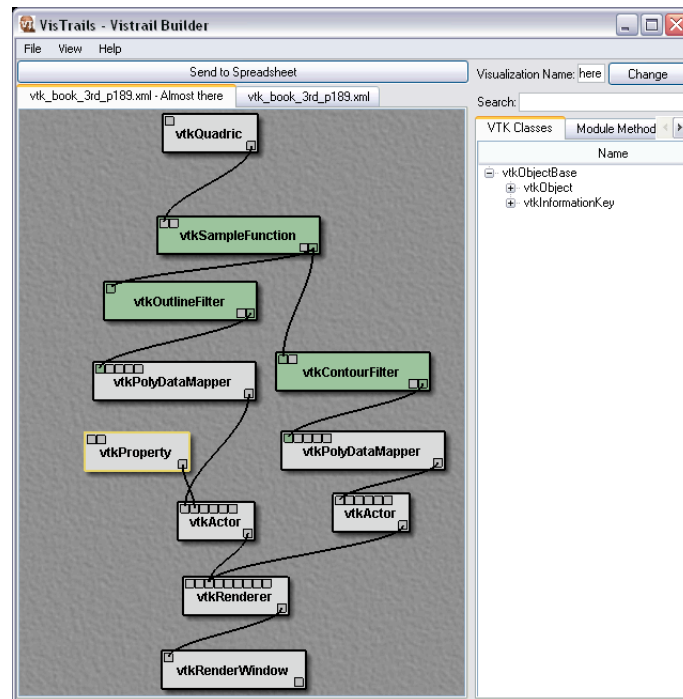 VisTrails - Vistrail Builder
File View Help
Send to Spreadsheet
Visualization Name: here Change
vtk_book_3rd_p189.xml - Almost there vtk_book_3rd_p189.xml
Search:
VTK Classes Module Method
Name
vtkObjectBase
vtkObject
vtkInformationKey
vtkQuadric
vtkSampleFunction
vtkOutlineFilter
vtkContourFilter
vtkPolyDataMapper
vtkProperty
vtkPolyDataMapper
vtkActor
vtkActor
vtkRenderer
vtkRenderWindow